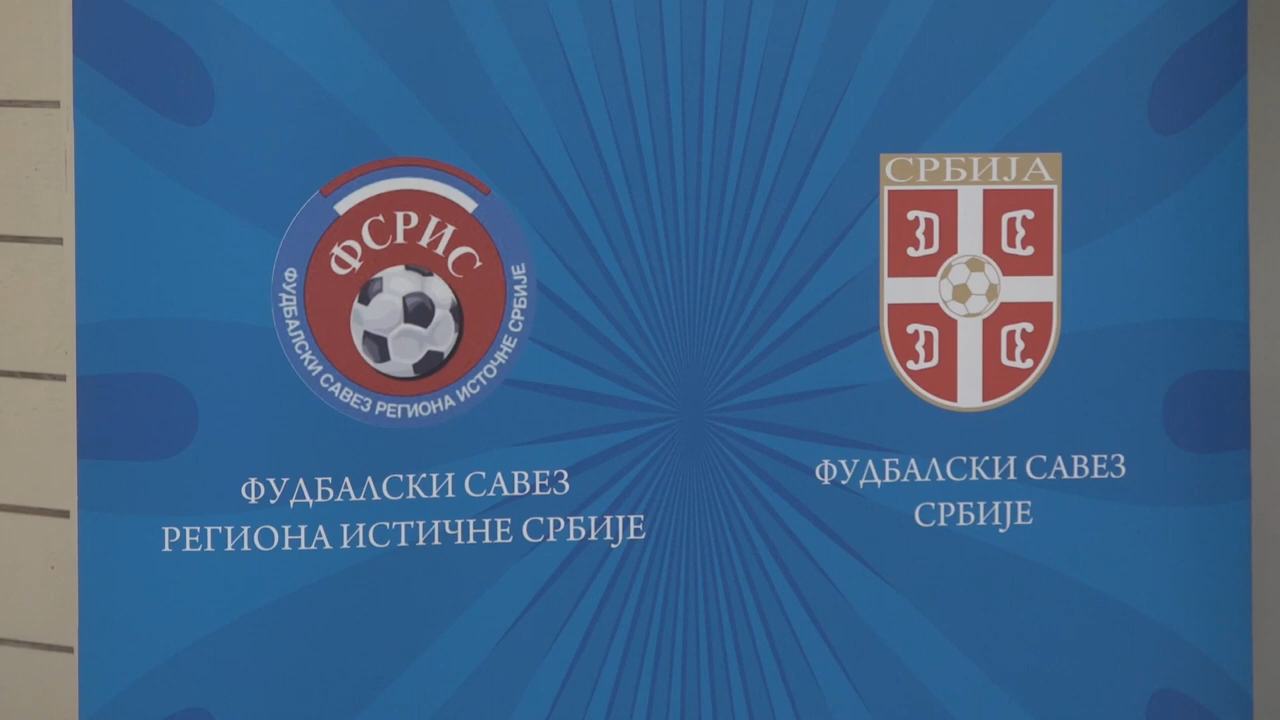 ФСРИС
ФУДБАЛСКИ САВЕЗ РЕГИОНА ИСТОЧНЕ СРБИЈЕ
ФУДБАЛСКИ САВЕЗ
РЕГИОНА ИСТИЧНЕ СРБИЈЕ
СРБИЈА
ФУДБАЛСКИ САВЕЗ
СРБИЈЕ